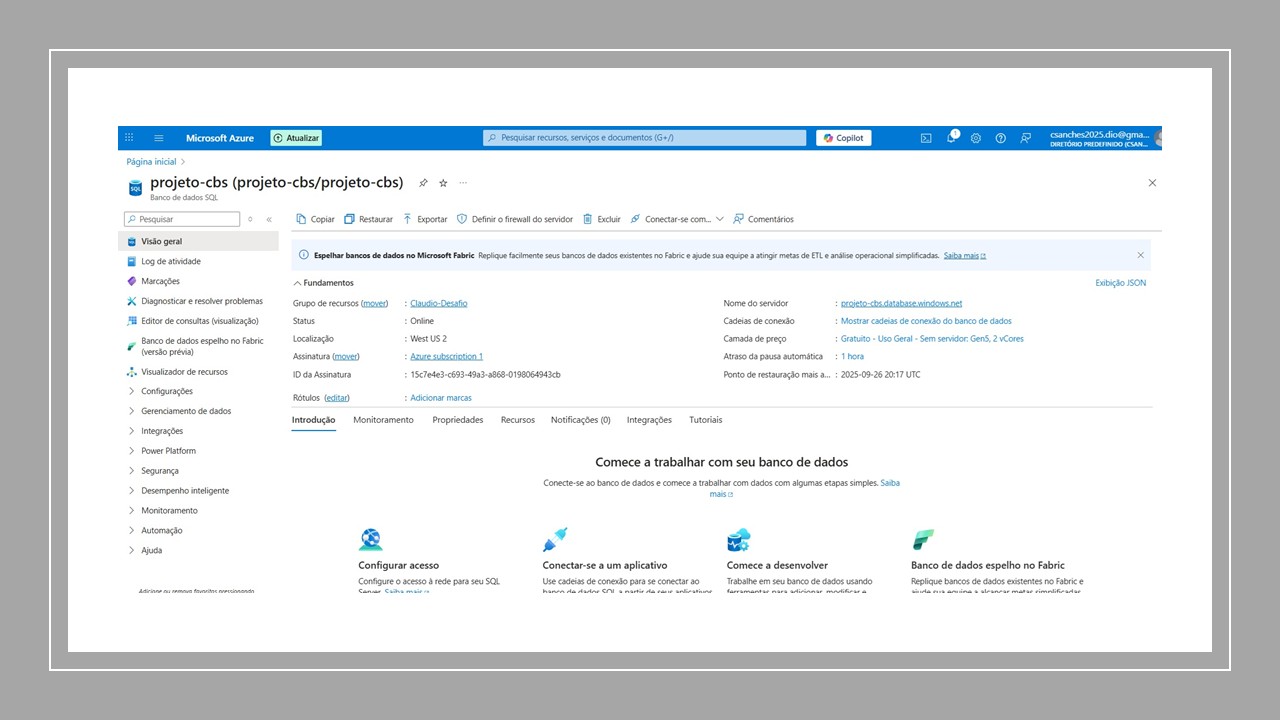 Microsoft Azure
Atualizar
Pesquisar recursos, serviços e documentos (G+/)
Copilot
1
csanches2025.dio@gma...
DIRETÓRIO PREDEFINIDO (CSAN...
Página inicial
SQL
projeto-cbs (projeto-cbs/projeto-cbs)
Banco de dados SQL
Pesquisar
Copiar
Restaurar
Exportar
Definir o firewall do servidor
Excluir
Conectar-se com...
Comentários
Visão geral
Log de atividade
Marcações
Diagnosticar e resolver problemas
Editor de consultas (visualização)
Banco de dados espelho no Fabric
(versão prévia)
Visualizador de recursos
Configurações
Gerenciamento de dados
Integrações
Power Platform
Segurança
Desempenho inteligente
Monitoramento
Automação
Ajuda
Adicione ou remova favoritos pressionando
Espelhar bancos de dados no Microsoft Fabric Replique facilmente seus bancos de dados existentes no Fabric e ajude sua equipe a atingir metas de ETL e análise operacional simplificadas. Saiba mais
Fundamentos
Exibição JSON
Grupo de recursos (mover) : Claudio-Desafio
Status : Online
Localização : West US 2
Assinatura (mover) : Azure subscription 1
ID da Assinatura : 15c7e4e3-c693-49a3-a868-0198064943cb
Rótulos (editar) : Adicionar marcas
Nome do servidor : projeto-cbs.database.windows.net
Cadeias de conexão : Mostrar cadeias de conexão do banco de dados
Camada de preço : Gratuito - Uso Geral - Sem servidor: Gen5, 2 vCores
Atraso da pausa automática : 1 hora
Ponto de restauração mais a... : 2025-09-26 20:17 UTC
Introdução
Monitoramento
Propriedades
Recursos
Notificações (0)
Integrações
Tutoriais
Comece a trabalhar com seu banco de dados
Conecte-se ao banco de dados e comece a trabalhar com dados com algumas etapas simples. Saiba
mais
Configurar acesso
Configure o acesso à rede para seu SQL
Server. Saiba mais
Conectar-se a um aplicativo
Use cadeias de conexão para se conectar ao
banco de dados SQL a partir de seus aplicativos
Comece a desenvolver
Trabalhe em seu banco de dados usando
ferramentas para adicionar, modificar e
Banco de dados espelho no Fabric
Replique bancos de dados existentes no Fabric e
ajude sua equipe a alcançar metas simplificadas